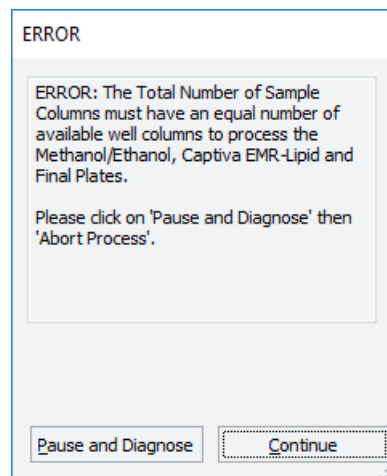 ERROR
ERROR: The Total Number of Sample
Columns must have an equal number of
available well columns to process the
Methanol/Ethanol, Captiva EMR-Lipid and
Final Plates.
Please click on 'Pause and Diagnose' then
'Abort Process'.
Pause and Diagnose
Continue